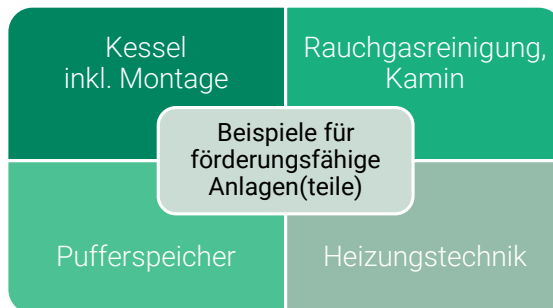 Kessel
inkl. Montage
Rauchgasreinigung,
Kamin
Beispiele für
förderungsfähige
Anlagen(teile)
Pufferspeicher
Heizungstechnik